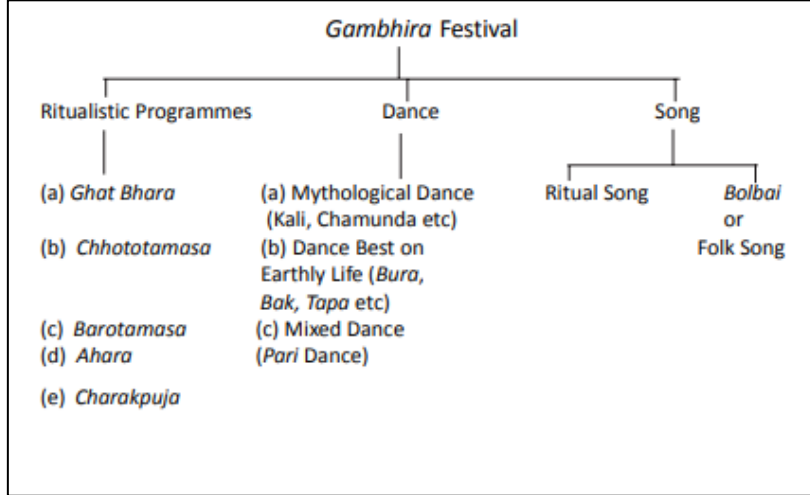 Gambhira Festival
Ritualistic Programmes
Dance
Song
(a) Ghat Bhara
(b) Chhototamasa
(c) Barotamasa
(d) Ahara
(e) Charakpuja
(a) Mythological Dance
(Kali, Chamunda etc)
(b) Dance Best on
Earthly Life (Bura,
Bak, Tapa etc)
(c) Mixed Dance
(Pari Dance)
Ritual Song
Bolbai
or
Folk Song